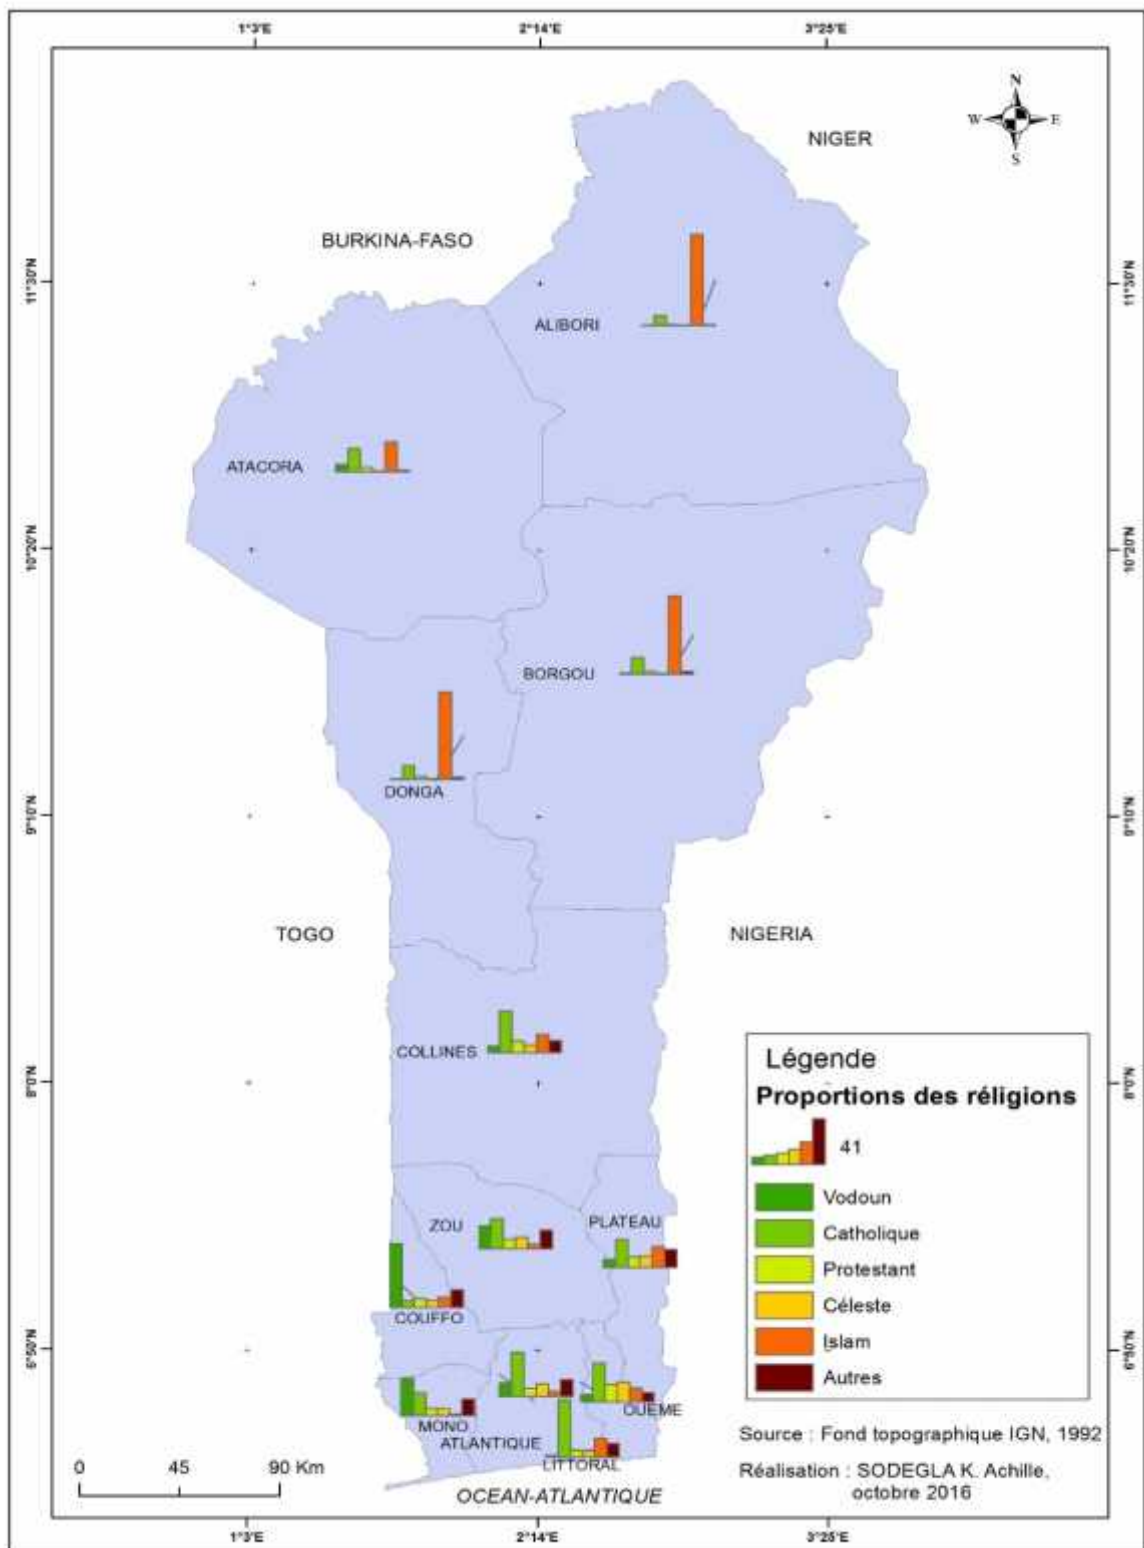 1°3'E
2°14'E
3°25'E
N
W
E
S
NIGER
BURKINA-FASO
11°30'N
11°30'N
ALIBORI
ATACORA
10°20'N
10°20'N
BORGOU
DONGA
9°10'N
9°10'N
TOGO
NIGERIA
COLLINES
8°0'N
8°0'N
Légende
Proportions des réligions
41
Vodoun
Catholique
Protestant
Céleste
Islam
Autres
ZOU
PLATEAU
COUFFO
6°50'N
6°50'N
MONO
OUEME
ATLANTIQUE
LITTORAL
Source : Fond topographique IGN, 1992
Réalisation : SODEGLA K. Achille,
octobre 2016
0 45 90 Km
OCEAN-ATLANTIQUE
1°3'E
2°14'E
3°25'E